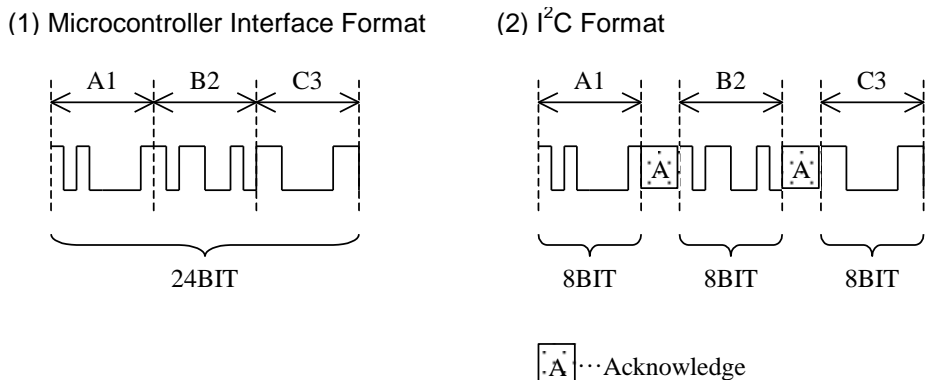 (1) Microcontroller Interface Format
(2) I²C Format
A1 B2 C3
A1 B2 C3
A A
24BIT
8BIT 8BIT 8BIT
A ···Acknowledge